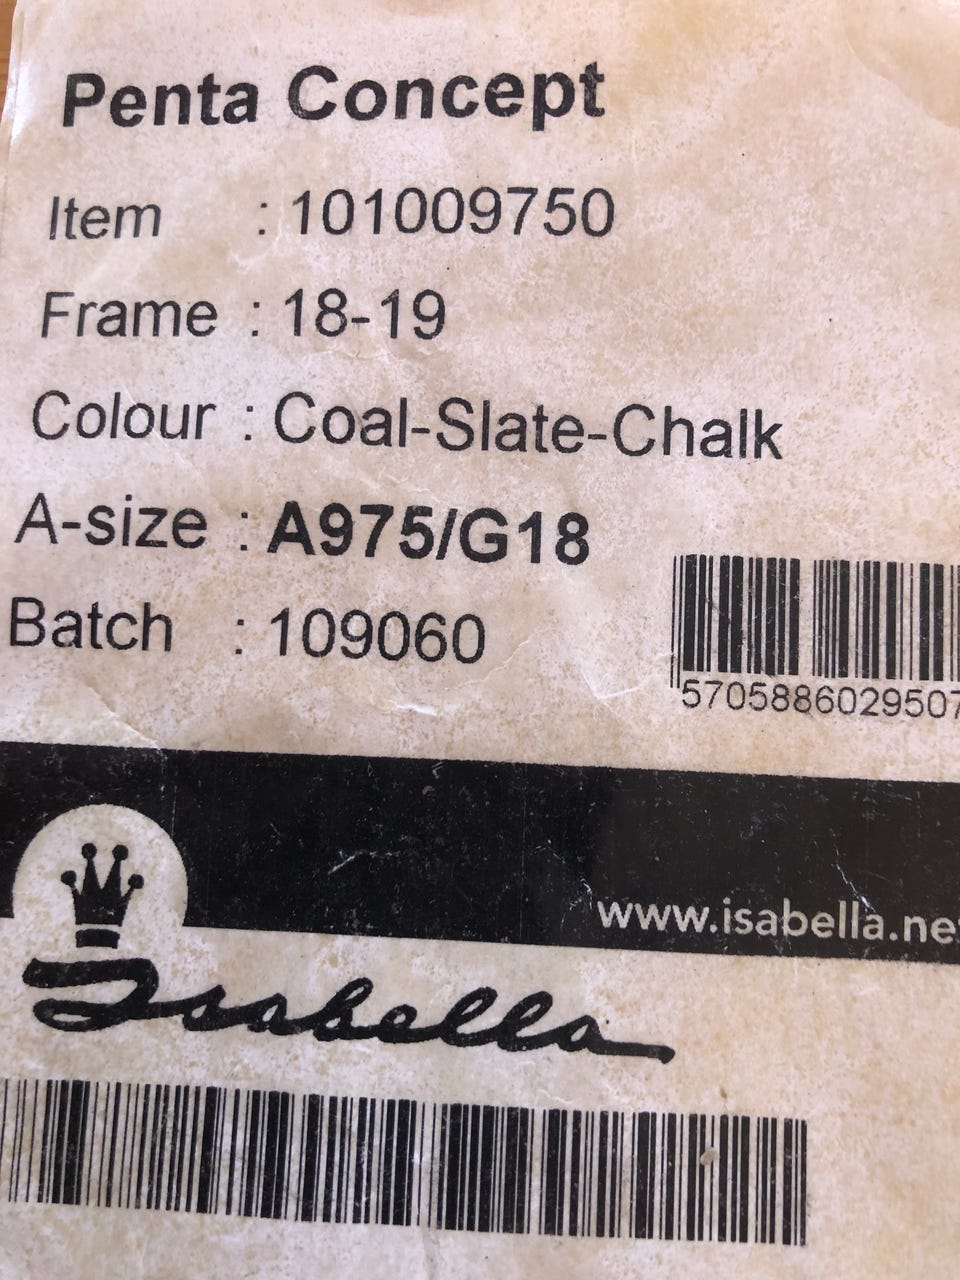 Penta Concept
Item : 101009750
Frame : 18-19
Colour : Coal-Slate-Chalk
A-size : A975/G18
Batch : 109060
5705886029507
www.isabella.ne
Isabella